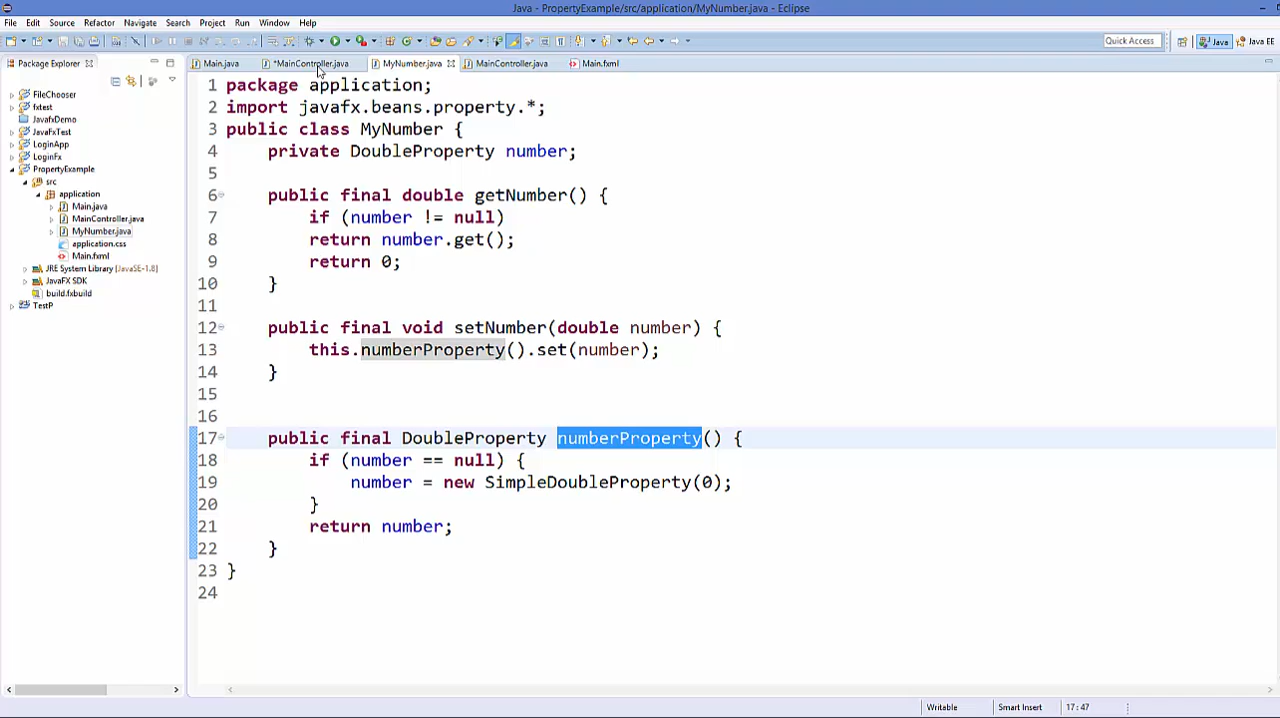 Java - PropertyExample/src/application/MyNumber.java - Eclipse
File Edit Source Refactor Navigate Search Project Run Window Help
Quick Access Java Java EE
Package Explorer
FileChooser
fxtest
JavafxDemo
JavaFxTest
LoginApp
LoginFx
PropertyExample
src
application
Main.java
MainController.java
MyNumber.java
application.css
Main.fxml
JRE System Library [JavaSE-1.8]
JavaFX SDK
build.fxbuild
TestP
Main.java *MainController.java MyNumber.java MainController.java Main.fxml
1 package application;
2 import javafx.beans.property.*;
3 public class MyNumber {
4 private DoubleProperty number;
5
6 public final double getNumber() {
7 if (number != null)
8 return number.get();
9 return 0;
10 }
11
12 public final void setNumber(double number) {
13 this.numberProperty().set(number);
14 }
15
16
17 public final DoubleProperty numberProperty() {
18 if (number == null) {
19 number = new SimpleDoubleProperty(0);
20 }
21 return number;
22 }
23 }
24
Writable Smart Insert 17:47